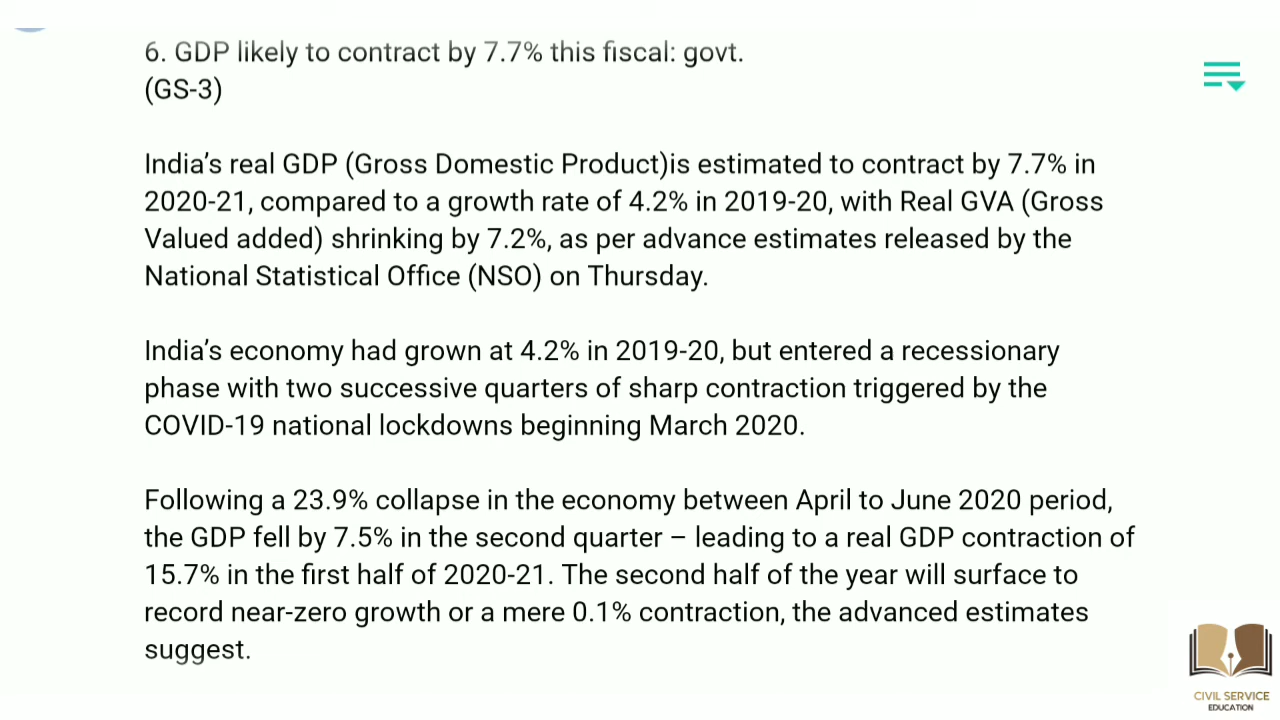 6. GDP likely to contract by 7.7% this fiscal: govt.
(GS-3)
India’s real GDP (Gross Domestic Product)is estimated to contract by 7.7% in
2020-21, compared to a growth rate of 4.2% in 2019-20, with Real GVA (Gross
Valued added) shrinking by 7.2%, as per advance estimates released by the
National Statistical Office (NSO) on Thursday.
India’s economy had grown at 4.2% in 2019-20, but entered a recessionary
phase with two successive quarters of sharp contraction triggered by the
COVID-19 national lockdowns beginning March 2020.
Following a 23.9% collapse in the economy between April to June 2020 period,
the GDP fell by 7.5% in the second quarter – leading to a real GDP contraction of
15.7% in the first half of 2020-21. The second half of the year will surface to
record near-zero growth or a mere 0.1% contraction, the advanced estimates
suggest.
CIVIL SERVICE
EDUCATION